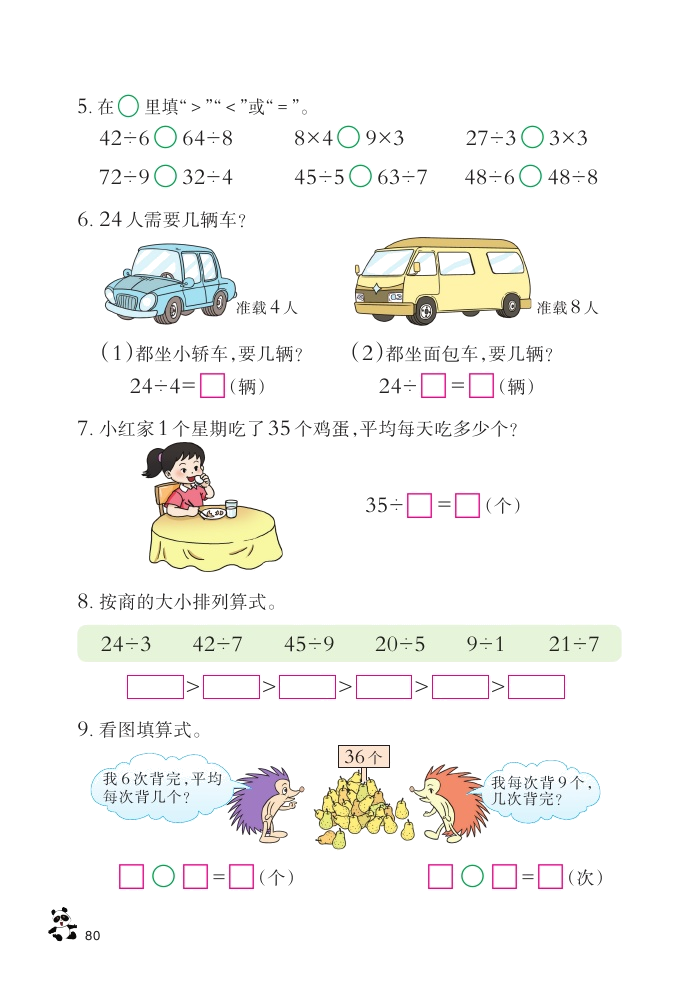 5. 在○里填“＞”“＜”或“＝”。
42÷6○64÷8 8×4○9×3 27÷3○3×3
72÷9○32÷4 45÷5○63÷7 48÷6○48÷8
6. 24人需要几辆车？
准载4人 准载8人
（1）都坐小轿车，要几辆？ （2）都坐面包车，要几辆？
24÷4=□（辆） 24÷□=□（辆）
7. 小红家1个星期吃了35个鸡蛋，平均每天吃多少个？
35÷□=□（个）
8. 按商的大小排列算式。
24÷3 42÷7 45÷9 20÷5 9÷1 21÷7
□>□>□>□>□>□
9. 看图填算式。
36个
我6次背完，平均
每次背几个？
我每次背9个，
几次背完？
□○□=□（个） □○□=□（次）
80